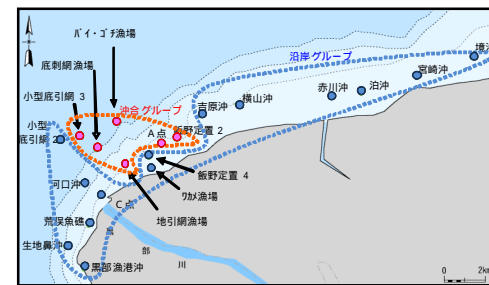 バイ・ゴチ漁場
底刺網漁場
小型底引網 3
沖合グループ
沿岸グループ
境港
宮崎沖
泊沖
赤川沖
横山沖
吉原沖
小型
底引網 2
A点
飯野定置 2
飯野定置 4
ワカメ漁場
河口沖
C点
地引網漁場
荒俣魚礁
生地鼻沖
黒部漁港沖
黒
部
川
0 2km